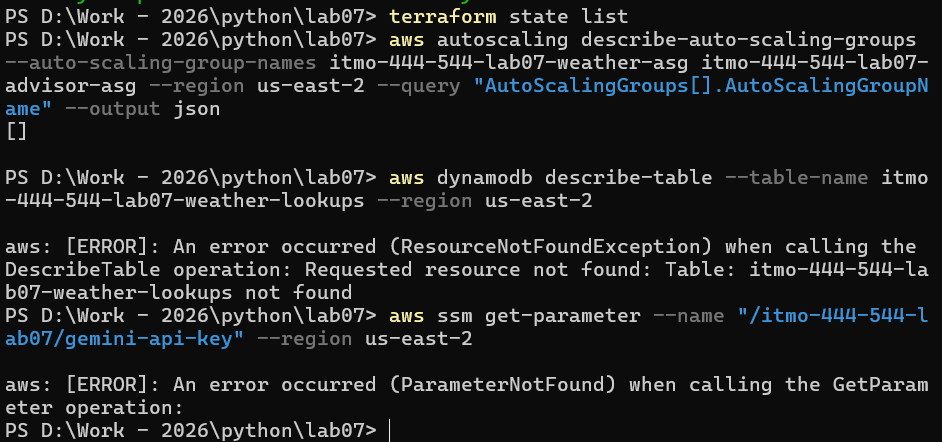 PS D:\Work - 2026\python\lab07> terraform state list
PS D:\Work - 2026\python\lab07> aws autoscaling describe-auto-scaling-groups
--auto-scaling-group-names itmo-444-544-lab07-weather-asg itmo-444-544-lab07-
advisor-asg --region us-east-2 --query "AutoScalingGroups[].AutoScalingGroupN
ame" --output json
[]
PS D:\Work - 2026\python\lab07> aws dynamodb describe-table --table-name itmo
-444-544-lab07-weather-lookups --region us-east-2
aws: [ERROR]: An error occurred (ResourceNotFoundException) when calling the
DescribeTable operation: Requested resource not found: Table: itmo-444-544-la
b07-weather-lookups not found
PS D:\Work - 2026\python\lab07> aws ssm get-parameter --name "/itmo-444-544-l
ab07/gemini-api-key" --region us-east-2
aws: [ERROR]: An error occurred (ParameterNotFound) when calling the GetParam
eter operation:
PS D:\Work - 2026\python\lab07>